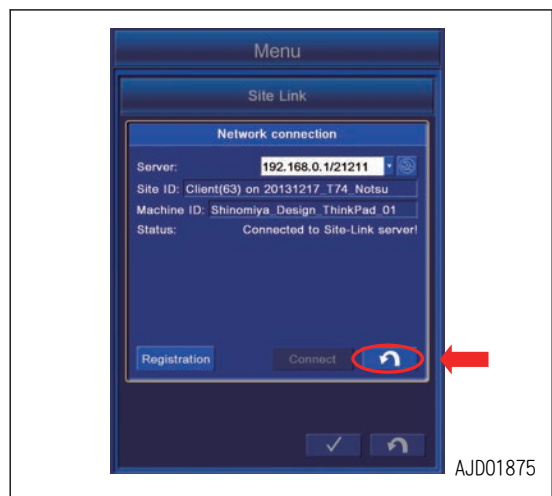 Menu
Site Link
Network connection
Server: 192.168.0.1/21211
Site ID: Client(63) on 20131217_T74_Notsu
Machine ID: Shinomiya_Design_ThinkPad_01
Status: Connected to Site-Link server!
Registration Connect
AJD01875